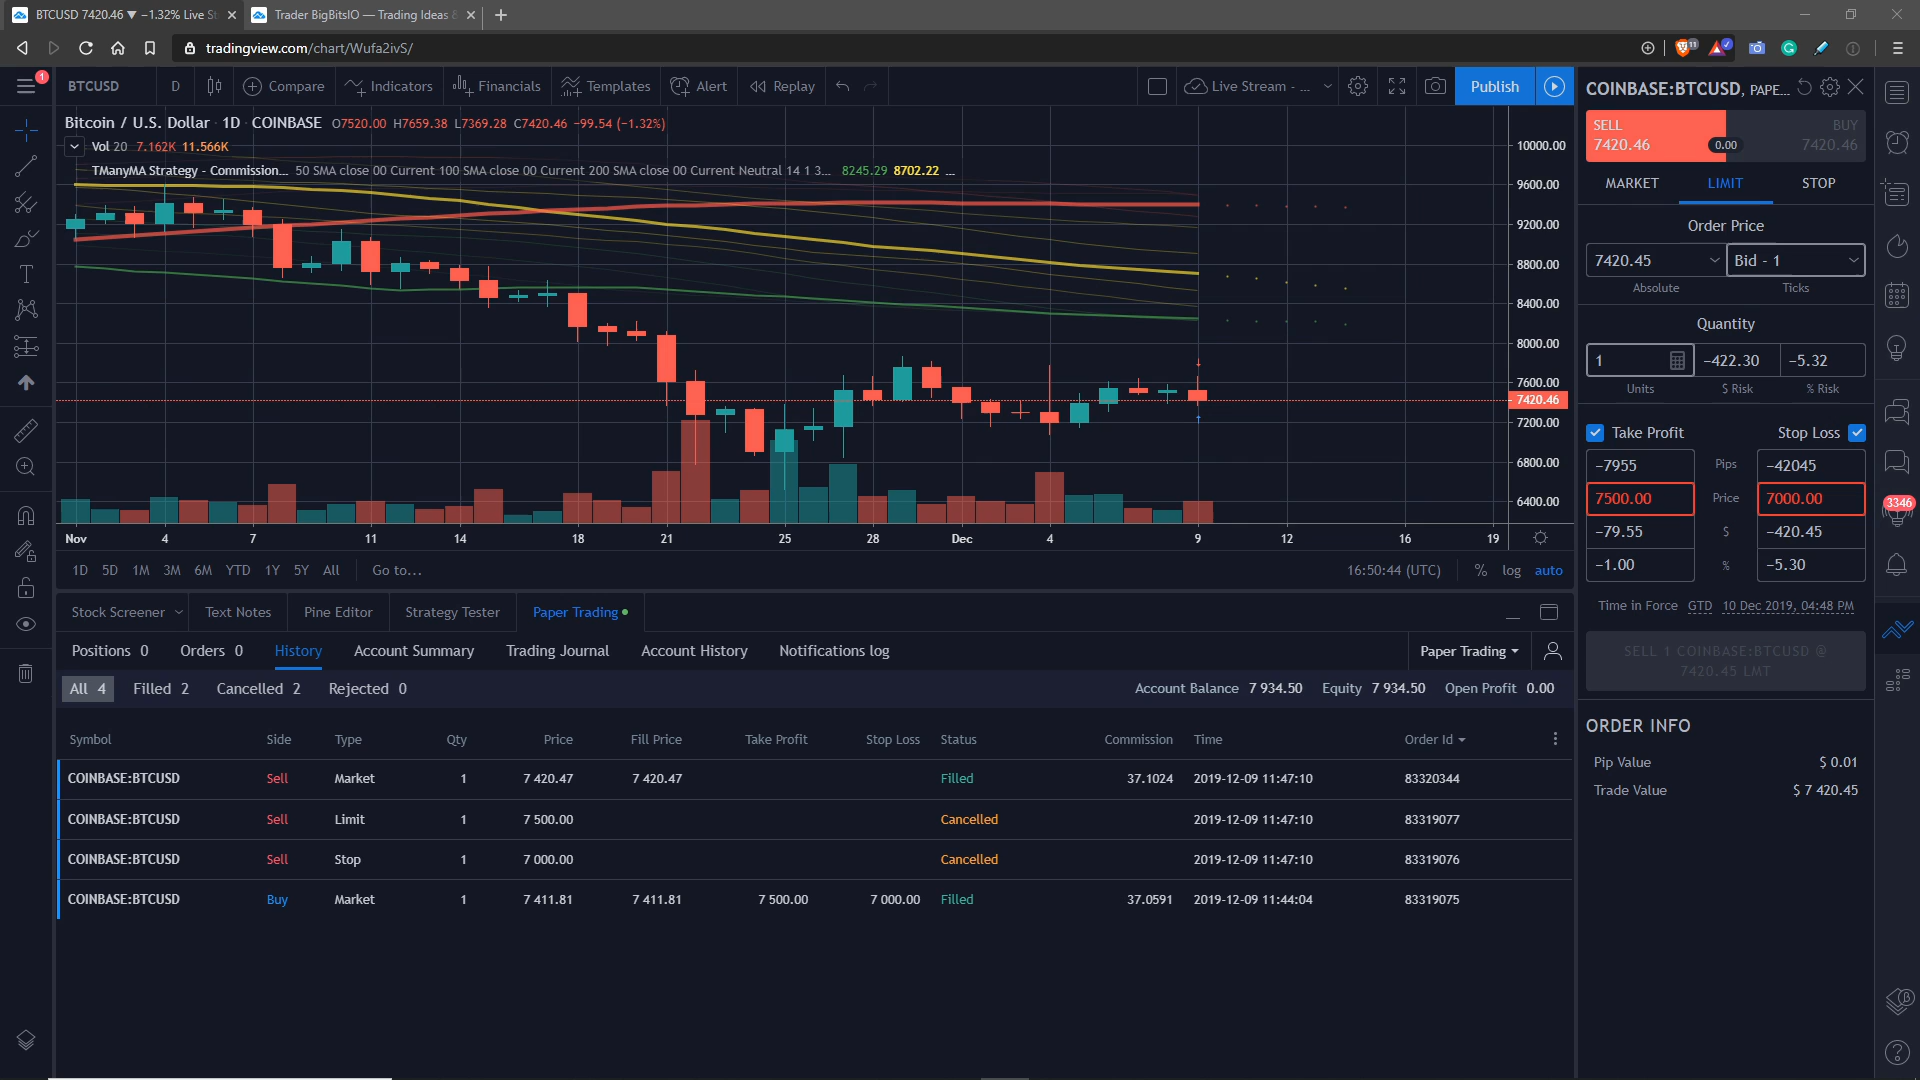 BTCUSD 7420.46 ▼ −1.32% Live St
Trader BigBitsIO — Trading Ideas &
tradingview.com/chart/Wufa2ivS/
11
1
BTCUSD D Compare Indicators Financials Templates Alert Replay Live Stream - ... Publish
Bitcoin / U.S. Dollar · 1D · COINBASE O7520.00 H7659.38 L7369.28 C7420.46 −99.54 (−1.32%)
Vol 20 7.162K 11.566K
TManyMA Strategy - Commission... 50 SMA close 00 Current 100 SMA close 00 Current 200 SMA close 00 Current Neutral 14 1 3... 8245.29 8702.22 ...
10000.00
9600.00
9200.00
8800.00
8400.00
8000.00
7600.00
7420.46
7200.00
6800.00
6400.00
Nov 4 7 11 14 18 21 25 28 Dec 4 9 12 16 19
1D 5D 1M 3M 6M YTD 1Y 5Y All Go to... 16:50:44 (UTC) % log auto
Stock Screener Text Notes Pine Editor Strategy Tester Paper Trading
Positions 0 Orders 0 History Account Summary Trading Journal Account History Notifications log Paper Trading
All 4 Filled 2 Cancelled 2 Rejected 0 Account Balance 7 934.50 Equity 7 934.50 Open Profit 0.00
Symbol Side Type Qty Price Fill Price Take Profit Stop Loss Status Commission Time Order Id
COINBASE:BTCUSD Sell Market 1 7 420.47 7 420.47 Filled 37.1024 2019-12-09 11:47:10 83320344
COINBASE:BTCUSD Sell Limit 1 7 500.00 Cancelled 2019-12-09 11:47:10 83319077
COINBASE:BTCUSD Sell Stop 1 7 000.00 Cancelled 2019-12-09 11:47:10 83319076
COINBASE:BTCUSD Buy Market 1 7 411.81 7 411.81 7 500.00 7 000.00 Filled 37.0591 2019-12-09 11:44:04 83319075
COINBASE:BTCUSD, PAPE...
SELL BUY
7420.46 0.00 7420.46
MARKET LIMIT STOP
Order Price
7420.45 Bid - 1
Absolute Ticks
Quantity
1 −422.30 −5.32
Units $ Risk % Risk
Take Profit Stop Loss
−7955 Pips −42045
7500.00 Price 7000.00
−79.55 $ −420.45
−1.00 % −5.30
Time in Force GTD 10 Dec 2019, 04:48 PM
SELL 1 COINBASE:BTCUSD @
7420.45 LMT
ORDER INFO
Pip Value $ 0.01
Trade Value $ 7 420.45
3346